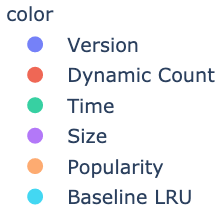 color
Version
Dynamic Count
Time
Size
Popularity
Baseline LRU